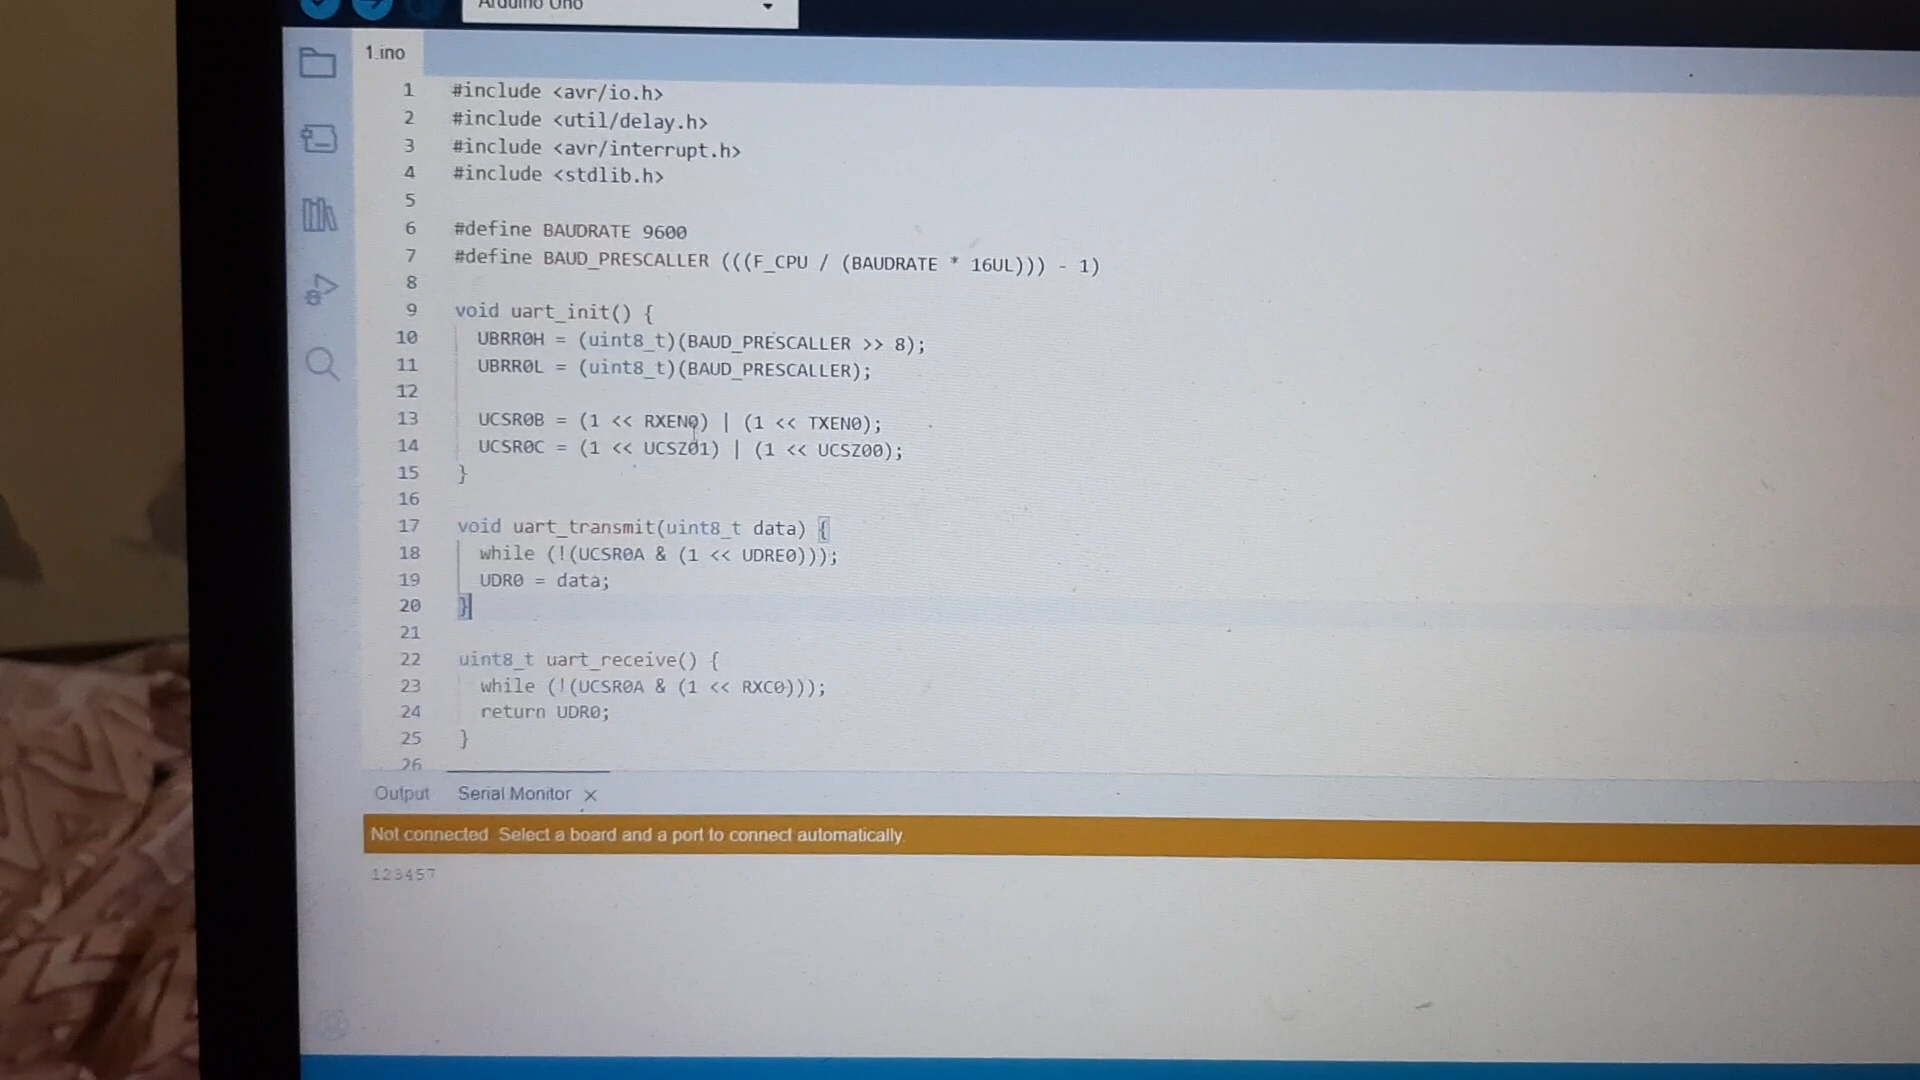 Arduino Uno
1.ino
1 #include <avr/io.h>
2 #include <util/delay.h>
3 #include <avr/interrupt.h>
4 #include <stdlib.h>
5
6 #define BAUDRATE 9600
7 #define BAUD_PRESCALLER (((F_CPU / (BAUDRATE * 16UL))) - 1)
8
9 void uart_init() {
10 UBRR0H = (uint8_t)(BAUD_PRESCALLER >> 8);
11 UBRR0L = (uint8_t)(BAUD_PRESCALLER);
12
13 UCSR0B = (1 << RXEN0) | (1 << TXEN0);
14 UCSR0C = (1 << UCSZ01) | (1 << UCSZ00);
15 }
16
17 void uart_transmit(uint8_t data) {
18 while (!(UCSR0A & (1 << UDRE0)));
19 UDR0 = data;
20 }
21
22 uint8_t uart_receive() {
23 while (!(UCSR0A & (1 << RXC0)));
24 return UDR0;
25 }
26
Output Serial Monitor X
Not connected. Select a board and a port to connect automatically.
123457